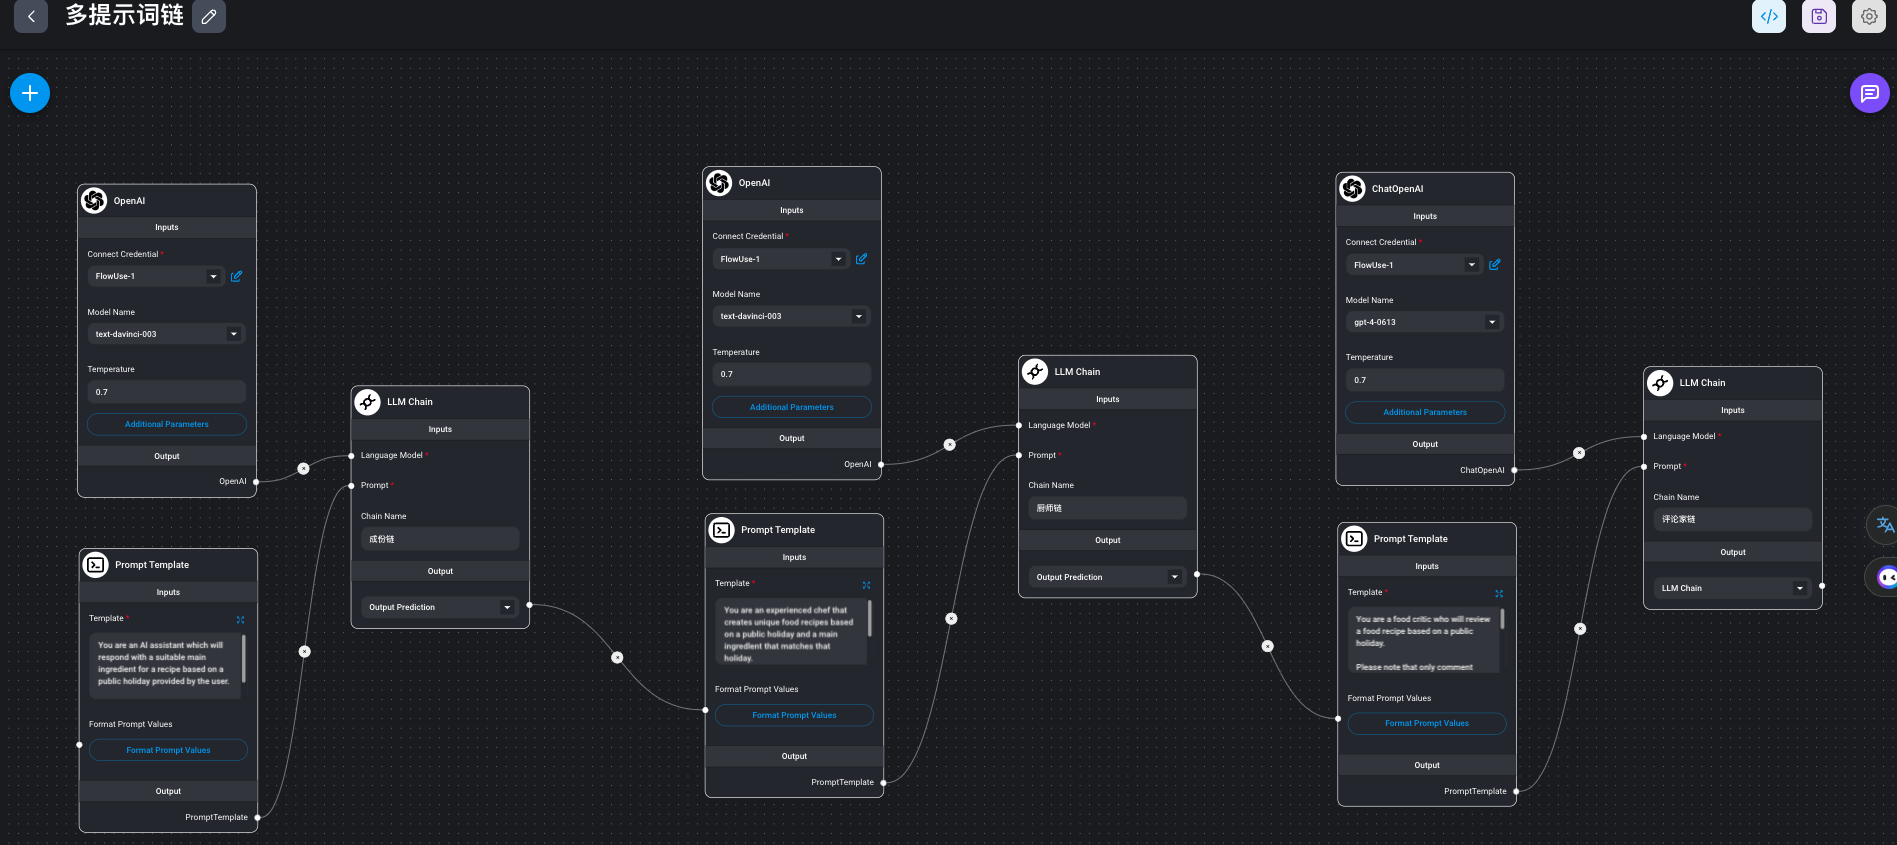 多提示词链
OpenAI
Inputs
Connect Credential *
FlowUse-1
Model Name
text-davinci-003
Temperature
0.7
Additional Parameters
Output
OpenAI
Prompt Template
Inputs
Template *
You are an AI assistant which will
respond with a suitable main
ingredient for a recipe based on a
public holiday provided by the user.
Format Prompt Values
Format Prompt Values
Output
PromptTemplate
LLM Chain
Inputs
Language Model *
Prompt *
Chain Name
成份链
Output
Output Prediction
OpenAI
Inputs
Connect Credential *
FlowUse-1
Model Name
text-davinci-003
Temperature
0.7
Additional Parameters
Output
OpenAI
Prompt Template
Inputs
Template *
You are an experienced chef that
creates unique food recipes based
on a public holiday and a main
ingredient that matches that
holiday.
Format Prompt Values
Format Prompt Values
Output
PromptTemplate
LLM Chain
Inputs
Language Model *
Prompt *
Chain Name
厨师链
Output
Output Prediction
ChatOpenAI
Inputs
Connect Credential *
FlowUse-1
Model Name
gpt-4-0613
Temperature
0.7
Additional Parameters
Output
ChatOpenAI
Prompt Template
Inputs
Template *
You are a food critic who will review
a food recipe based on a public
holiday.
Please note that only comment
Format Prompt Values
Format Prompt Values
Output
PromptTemplate
LLM Chain
Inputs
Language Model *
Prompt *
Chain Name
评论家链
Output
LLM Chain